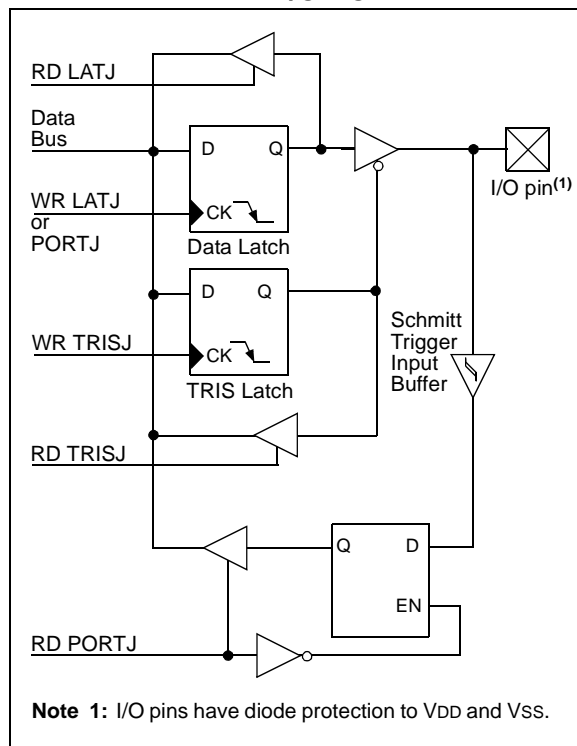 RD LATJ
Data
Bus
D Q
WR LATJ
or
PORTJ
CK
Data Latch
I/O pin(1)
D Q
WR TRISJ
CK
TRIS Latch
Schmitt
Trigger
Input
Buffer
RD TRISJ
Q D
EN
RD PORTJ
Note 1: I/O pins have diode protection to VDD and VSS.